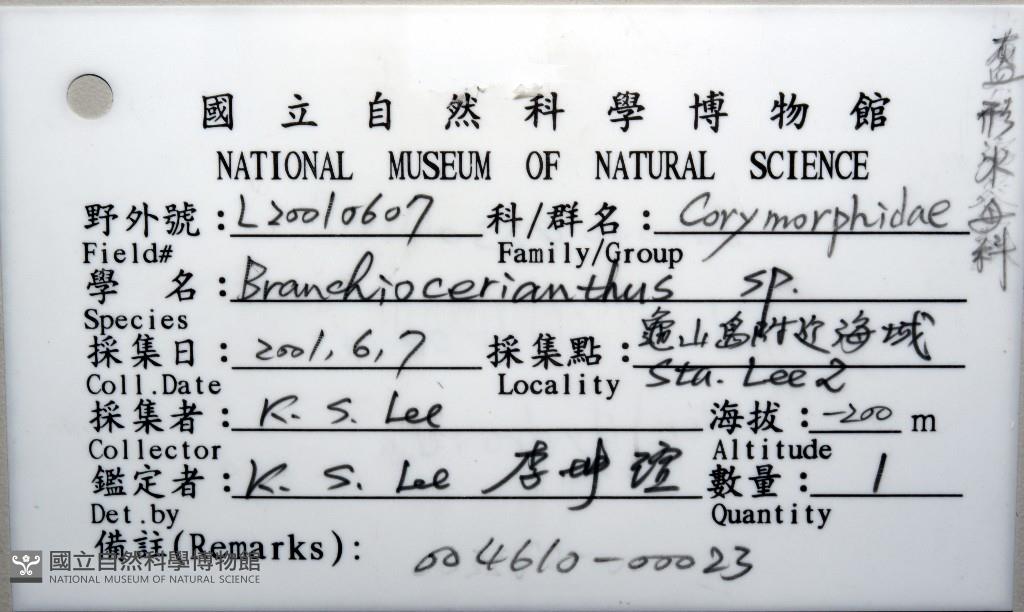 國立自然科學博物館
NATIONAL MUSEUM OF NATURAL SCIENCE
野外號：L20010607 科/群名：Corymorphidae
Field# Family/Group
學 名：Branchiocerianthus sp.
Species
採集日：2001,6,7 採集點：龜山島附近海域
Coll.Date Locality Sta. Lee 2
採集者：K. S. Lee 海拔：-200 m
Collector Altitude
鑑定者：K. S. Lee 李坤瑄 數量：1
Det.by Quantity
備註(Remarks)： 004610-00023
形水母科
國立自然科學博物館
NATIONAL MUSEUM OF NATURAL SCIENCE